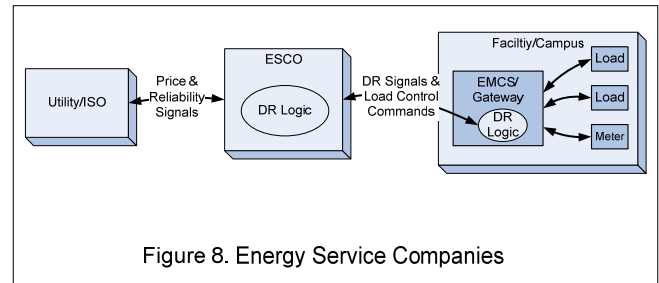 Utility/ISO
Price &
Reliability
Signals
ESCO
DR Logic
DR Signals &
Load Control
Commands
Faciltiy/Campus
EMCS/
Gateway
DR
Logic
Load
Load
Meter
Figure 8. Energy Service Companies